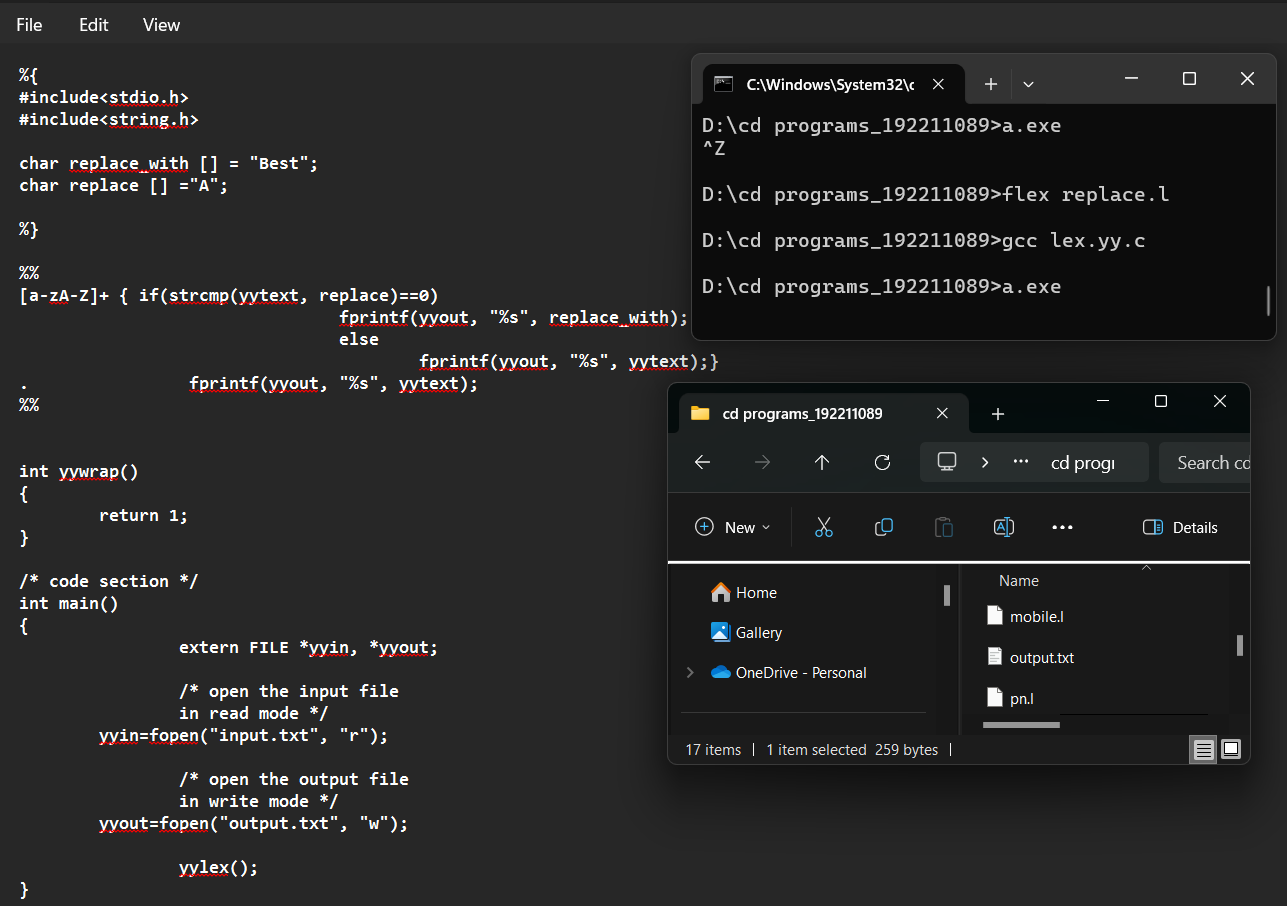 File Edit View
%{
#include<stdio.h>
#include<string.h>
char replace_with [] = "Best";
char replace [] ="A";
%}
%%
[a-zA-Z]+ { if(strcmp(yytext, replace)==0)
fprintf(yyout, "%s", replace_with);
else
fprintf(yyout, "%s", yytext);}
. fprintf(yyout, "%s", yytext);
%%
int yywrap()
{
return 1;
}
/* code section */
int main()
{
extern FILE *yyin, *yyout;
/* open the input file
in read mode */
yyin=fopen("input.txt", "r");
/* open the output file
in write mode */
yyout=fopen("output.txt", "w");
yylex();
}
C:\Windows\System32\c
D:\cd programs_192211089>a.exe
^Z
D:\cd programs_192211089>flex replace.l
D:\cd programs_192211089>gcc lex.yy.c
D:\cd programs_192211089>a.exe
cd programs_192211089
cd progr Search cd
New Details
Home
Gallery
OneDrive - Personal
Name
mobile.l
output.txt
pn.l
17 items 1 item selected 259 bytes